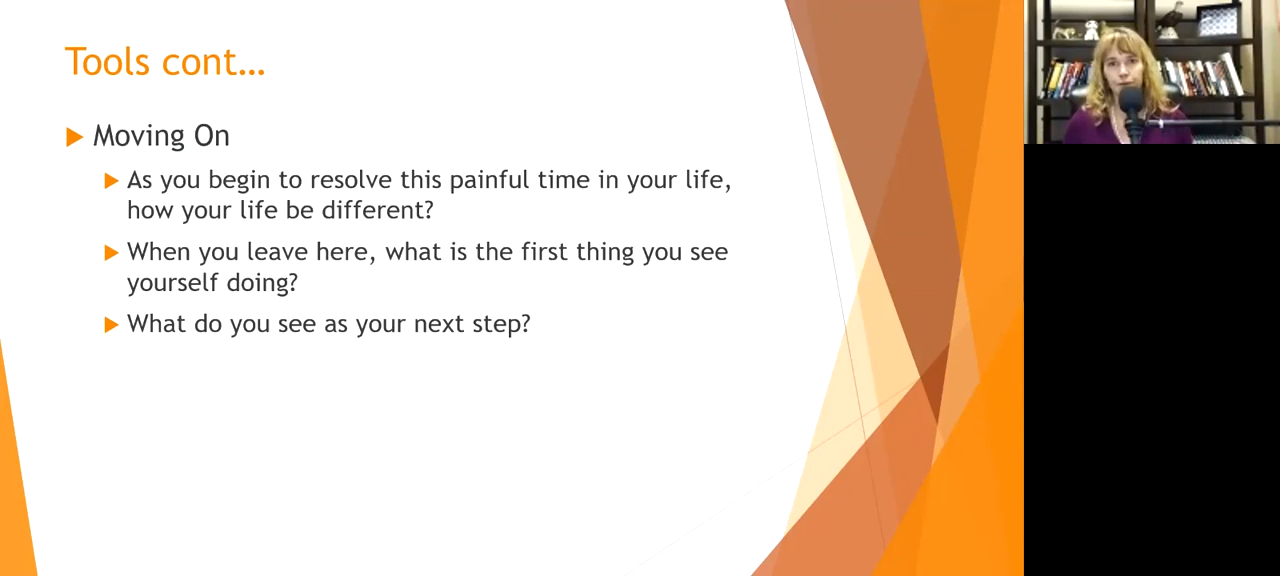 Tools cont…
Moving On
As you begin to resolve this painful time in your life,
how your life be different?
When you leave here, what is the first thing you see
yourself doing?
What do you see as your next step?